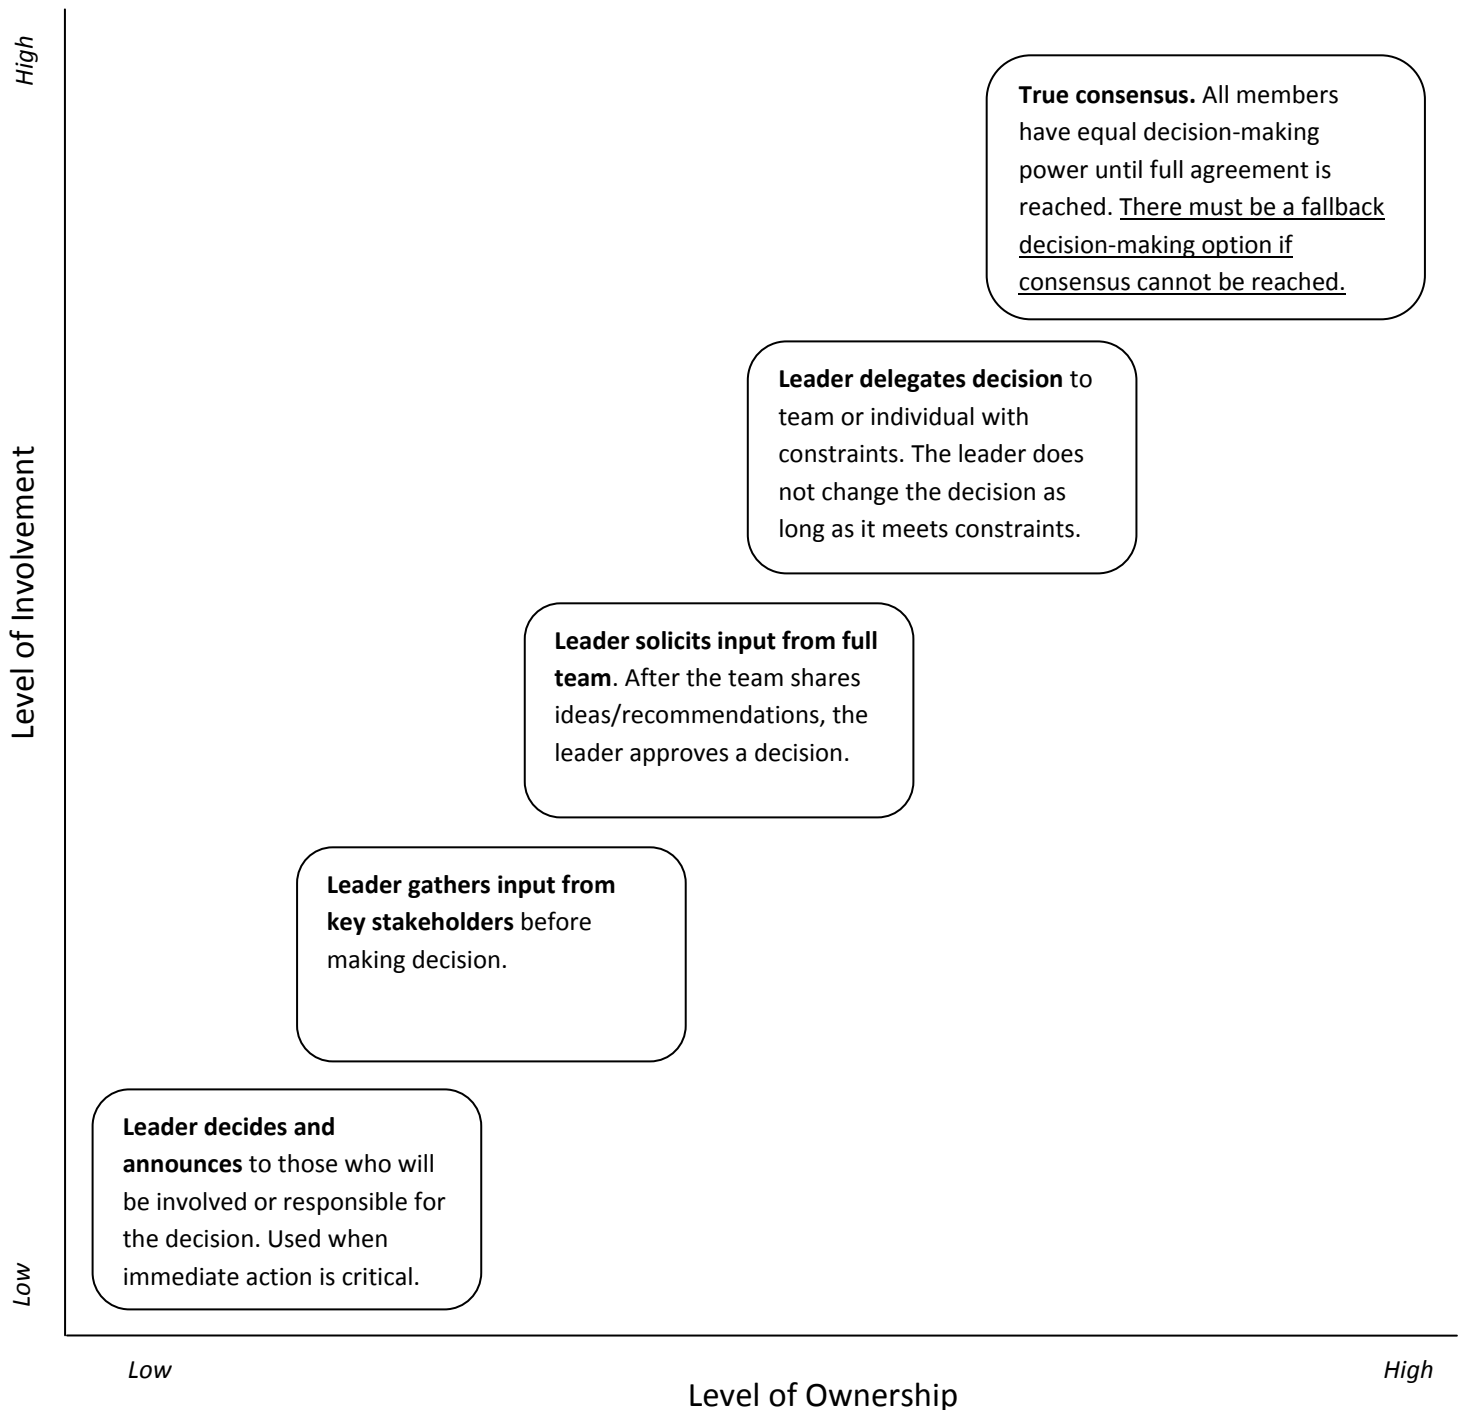 High
True consensus. All members
have equal decision-making
power until full agreement is
reached. There must be a fallback
decision-making option if
consensus cannot be reached.
Leader delegates decision to
team or individual with
constraints. The leader does
not change the decision as
long as it meets constraints.
Level of Involvement
Leader solicits input from full
team. After the team shares
ideas/recommendations, the
leader approves a decision.
Leader gathers input from
key stakeholders before
making decision.
Leader decides and
announces to those who will
be involved or responsible for
the decision. Used when
immediate action is critical.
Low
Low
High
Level of Ownership